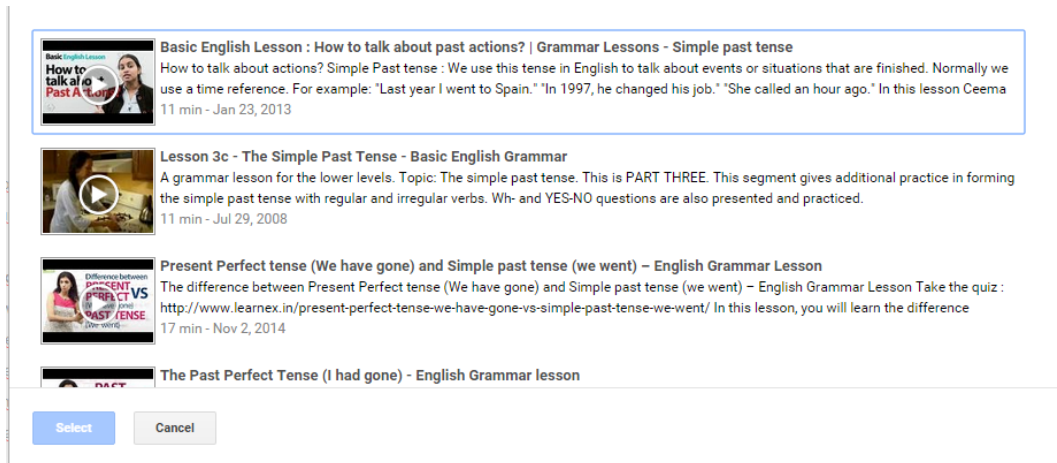 Basic English Lesson
How to
talk about
Past Actions?
Basic English Lesson : How to talk about past actions? | Grammar Lessons - Simple past tense
How to talk about actions? Simple Past tense : We use this tense in English to talk about events or situations that are finished. Normally we
use a time reference. For example: "Last year I went to Spain." "In 1997, he changed his job." "She called an hour ago." In this lesson Ceema
11 min - Jan 23, 2013
Lesson 3c - The Simple Past Tense - Basic English Grammar
A grammar lesson for the lower levels. Topic: The simple past tense. This is PART THREE. This segment gives additional practice in forming
the simple past tense with regular and irregular verbs. Wh- and YES-NO questions are also presented and practiced.
11 min - Jul 29, 2008
Difference between
PRESENT
PERFECT VS
(We have gone)
PAST TENSE
(We went)
Present Perfect tense (We have gone) and Simple past tense (we went) – English Grammar Lesson
The difference between Present Perfect tense (We have gone) and Simple past tense (we went) – English Grammar Lesson Take the quiz :
http://www.learnex.in/present-perfect-tense-we-have-gone-vs-simple-past-tense-we-went/ In this lesson, you will learn the difference
17 min - Nov 2, 2014
PAST
The Past Perfect Tense (I had gone) - English Grammar lesson
Select
Cancel